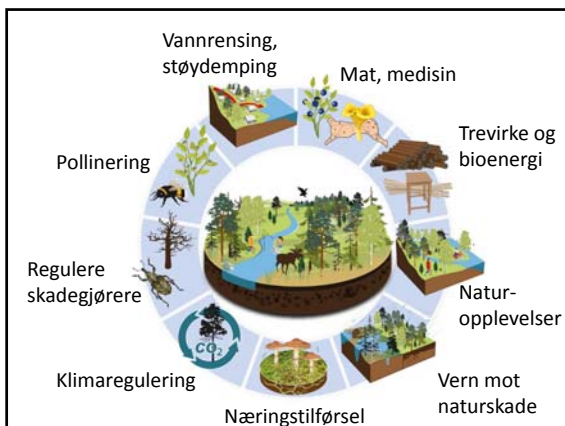 Vannrensing,
støydemping
Mat, medisin
Trevirke og
bioenergi
Natur-
opplevelser
Vern mot
naturskade
Næringstilførsel
Klimaregulering
CO2
Regulere
skadegjørere
Pollinering